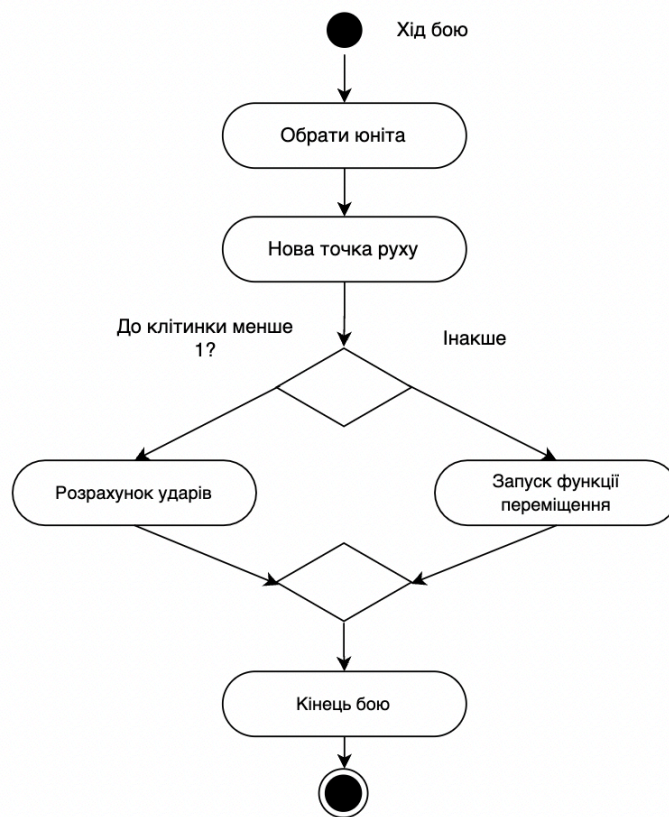 Хід бою
Обрати юніта
Нова точка руху
До клітинки менше
1?
Інакше
Розрахунок ударів
Запуск функції
переміщення
Кінець бою